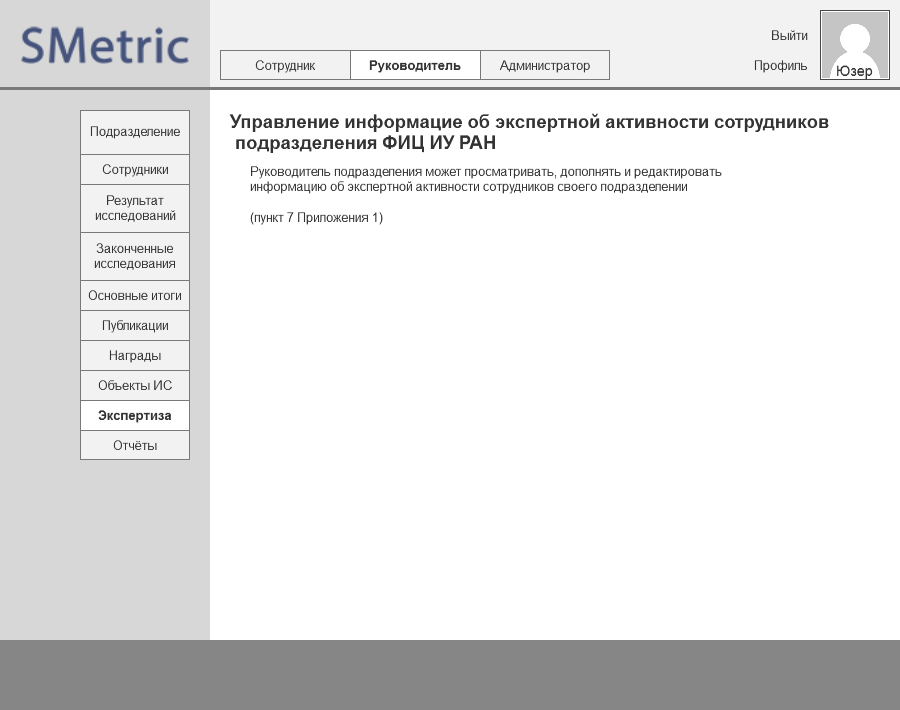 SMetric
Выйти
Профиль
Юзер
Сотрудник
Руководитель
Администратор
Подразделение
Сотрудники
Результат
исследований
Законченные
исследования
Основные итоги
Публикации
Награды
Объекты ИС
Экспертиза
Отчёты
Управление информацие об экспертной активности сотрудников
подразделения ФИЦ ИУ РАН
Руководитель подразделения может просматривать, дополнять и редактировать
информацию об экспертной активности сотрудников своего подразделении
(пункт 7 Приложения 1)